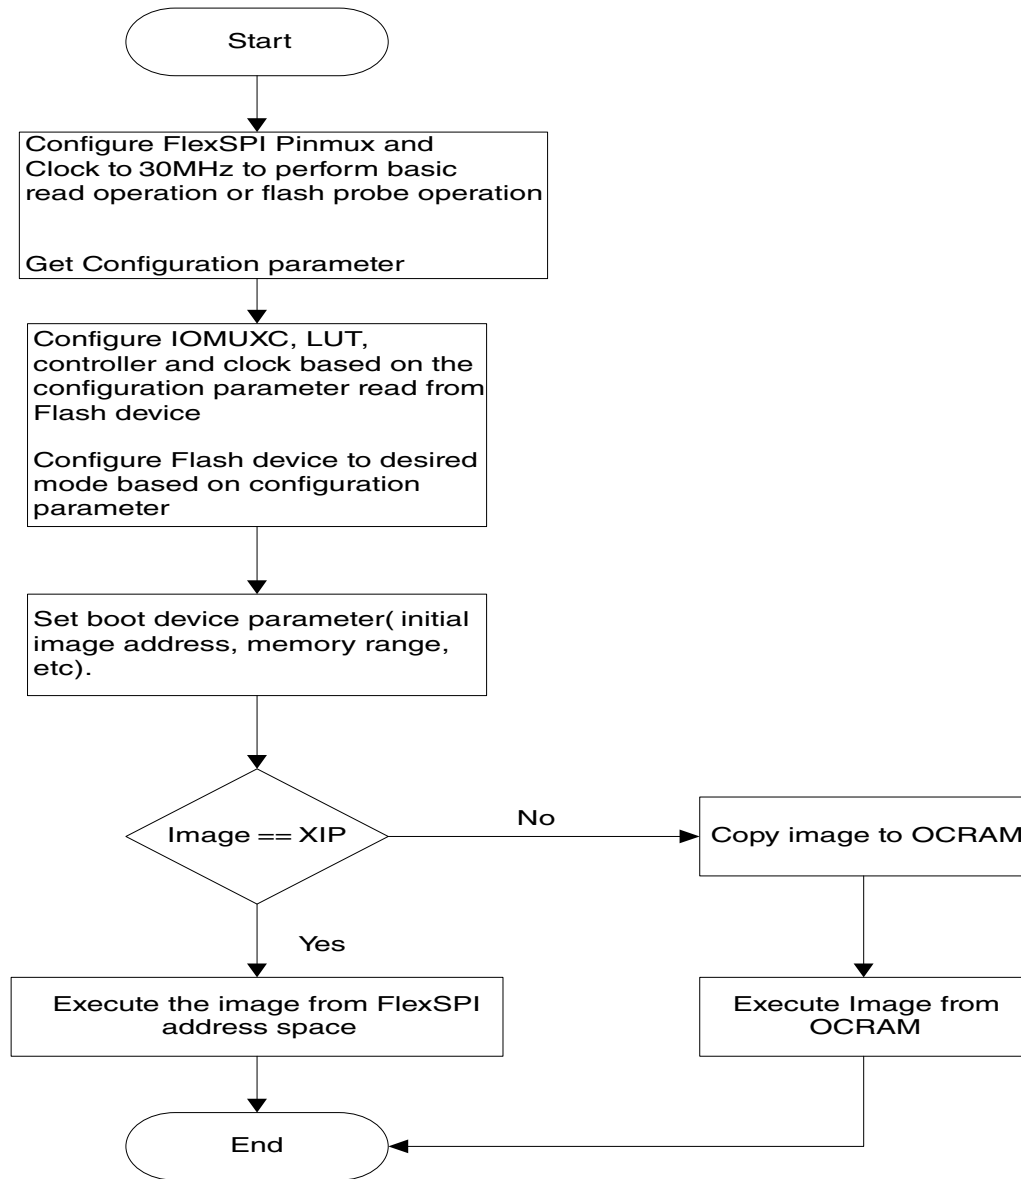 Start
Configure FlexSPI Pinmux and
Clock to 30MHz to perform basic
read operation or flash probe operation
Get Configuration parameter
Configure IOMUXC, LUT,
controller and clock based on the
configuration parameter read from
Flash device
Configure Flash device to desired
mode based on configuration
parameter
Set boot device parameter( initial
image address, memory range,
etc).
Image == XIP
No
Copy image to OCRAM
Yes
Execute the image from FlexSPI
address space
Execute Image from
OCRAM
End